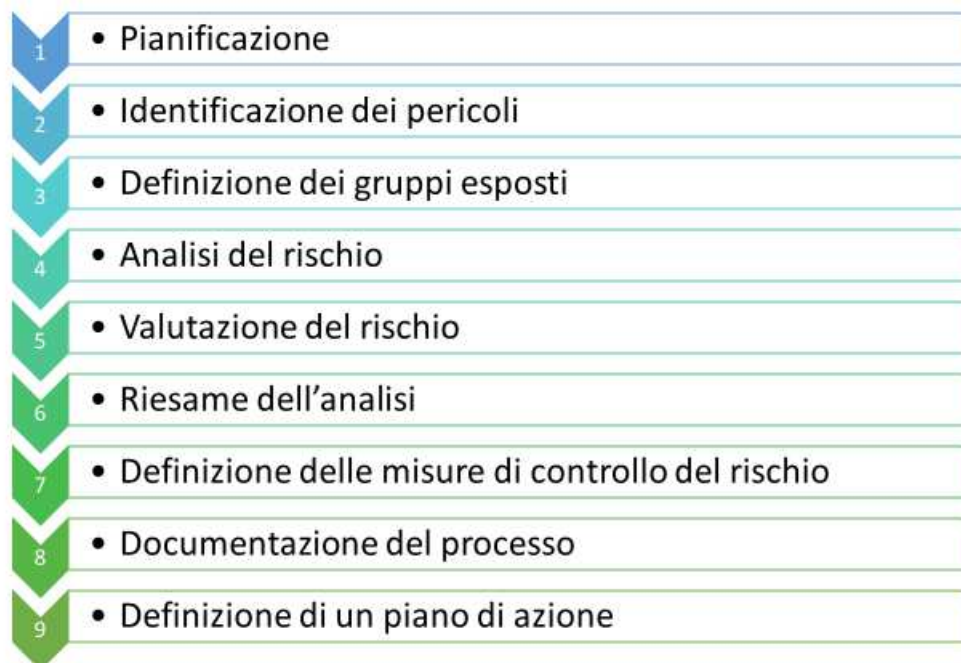 1 • Pianificazione
2 • Identificazione dei pericoli
3 • Definizione dei gruppi esposti
4 • Analisi del rischio
5 • Valutazione del rischio
6 • Riesame dell’analisi
7 • Definizione delle misure di controllo del rischio
8 • Documentazione del processo
9 • Definizione di un piano di azione